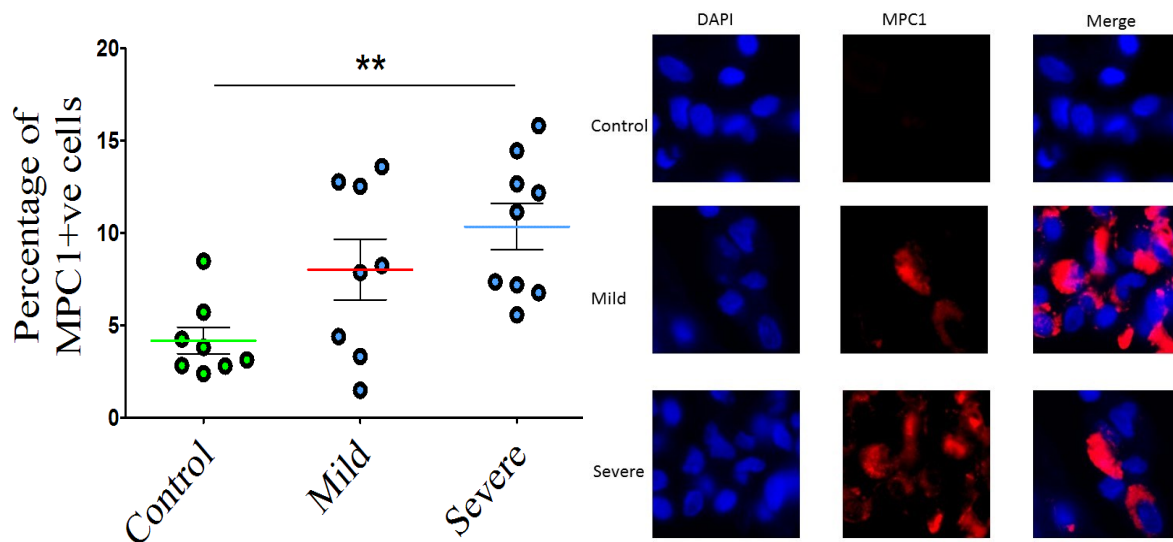 Percentage of
MPC1+ve cells
20
15
10
5
0
**
Control
Mild
Severe
DAPI
MPC1
Merge
Control
Mild
Severe